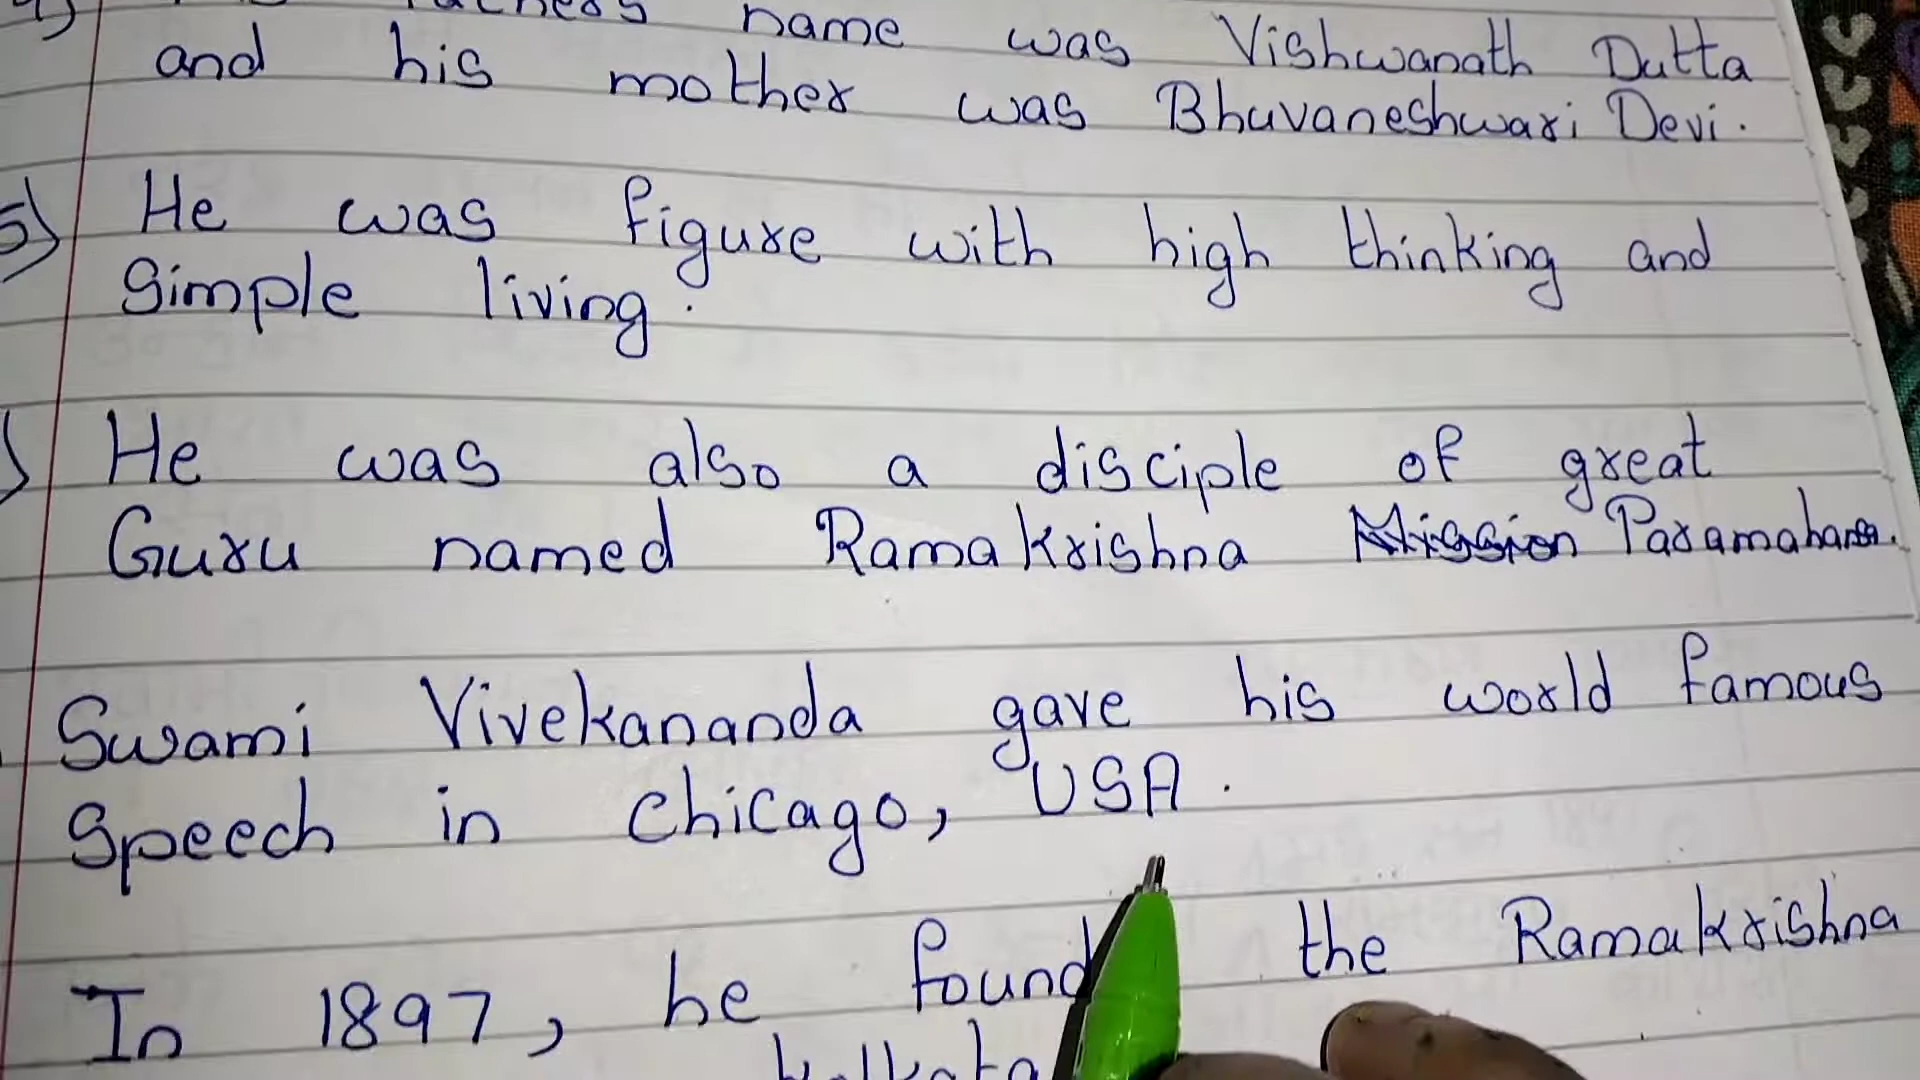 name was Vishwanath Dutta
and his mother was Bhuvaneshwari Devi.
5) He was figure with high thinking and
Simple living.
) He was also a disciple of great
Guru named Ramakrishna Mission Paramahansa.
Swami Vivekananda gave his world famous
Speech in Chicago, USA.
In 1897, he found the Ramakrishna